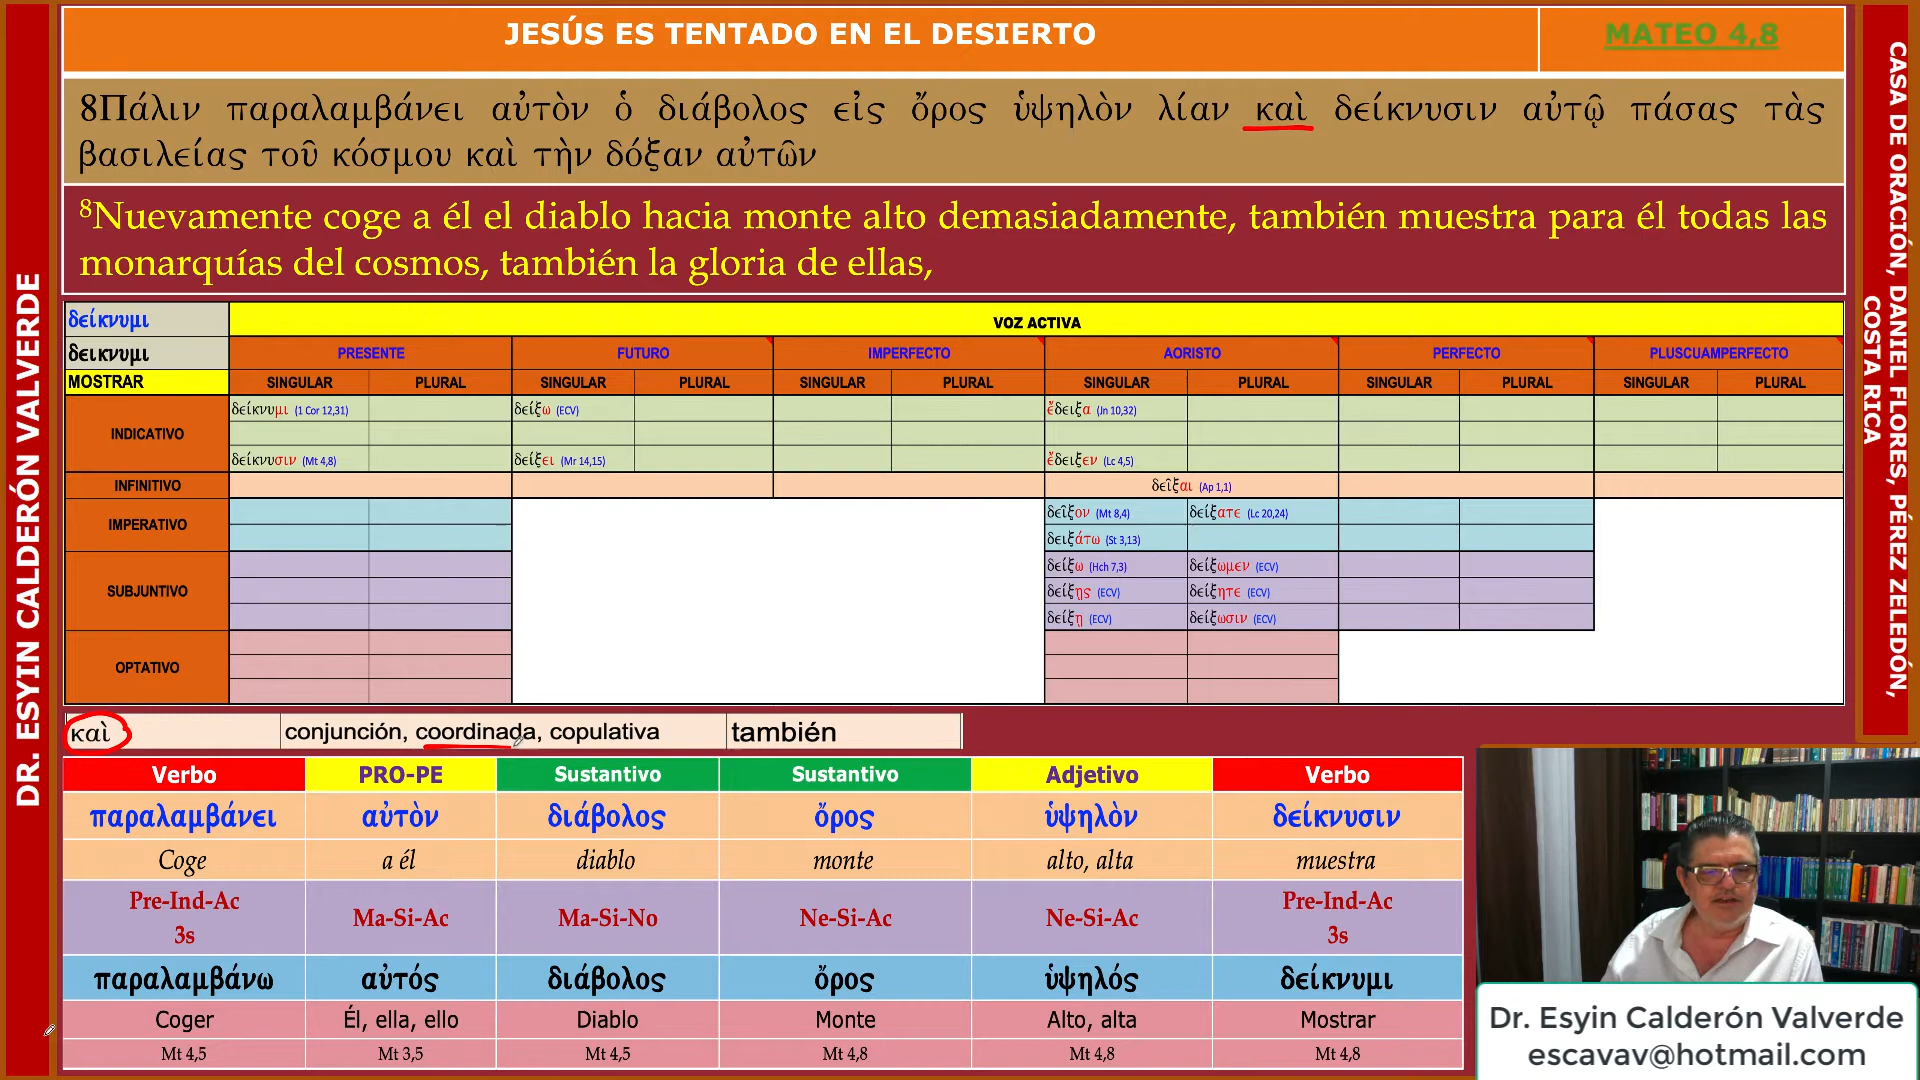 JESÚS ES TENTADO EN EL DESIERTO
MATEO 4,8
8Πάλιν παραλαμβάνει αὐτὸν ὁ διάβολος εἰς ὄρος ὑψηλὸν λίαν καὶ δείκνυσιν αὐτῷ πάσας τὰς
βασιλείας τοῦ κόσμου καὶ τὴν δόξαν αὐτῶν
8Nuevamente coge a él el diablo hacia monte alto demasiadamente, también muestra para él todas las
monarquías del cosmos, también la gloria de ellas,
δείκνυμι
VOZ ACTIVA
δεικνυμι
PRESENTE FUTURO IMPERFECTO AORISTO PERFECTO PLUSCUAMPERFECTO
MOSTRAR
SINGULAR PLURAL SINGULAR PLURAL SINGULAR PLURAL SINGULAR PLURAL SINGULAR PLURAL SINGULAR PLURAL
INDICATIVO
δείκνυμι (1 Cor 12,31) δείξω (ECV) ἔδειξα (Jn 10,32)
δείκνυσιν (Mt 4,8) δείξει (Mr 14,15) ἔδειξεν (Lc 4,5)
INFINITIVO
δεῖξαι (Ap 1,1)
IMPERATIVO
δεῖξον (Mt 8,4) δείξατε (Lc 20,24)
δειξάτω (St 3,13)
SUBJUNTIVO
δείξω (Hch 7,3) δείξωμεν (ECV)
δείξῃς (ECV) δείξητε (ECV)
δείξῃ (ECV) δείξωσιν (ECV)
OPTATIVO
καὶ conjunción, coordinada, copulativa también
Verbo PRO-PE Sustantivo Sustantivo Adjetivo Verbo
παραλαμβάνει αὐτὸν διάβολος ὄρος ὑψηλὸν δείκνυσιν
Coge a él diablo monte alto, alta muestra
Pre-Ind-Ac 3s Ma-Si-Ac Ma-Si-No Ne-Si-Ac Ne-Si-Ac Pre-Ind-Ac 3s
παραλαμβάνω αὐτός διάβολος ὄρος ὑψηλός δείκνυμι
Coger Él, ella, ello Diablo Monte Alto, alta Mostrar
Mt 4,5 Mt 3,5 Mt 4,5 Mt 4,8 Mt 4,8 Mt 4,8
DR. ESYIN CALDERÓN VALVERDE
CASA DE ORACIÓN, DANIEL FLORES, PÉREZ ZELEDÓN,
COSTA RICA
Dr. Esyin Calderón Valverde
escavav@hotmail.com